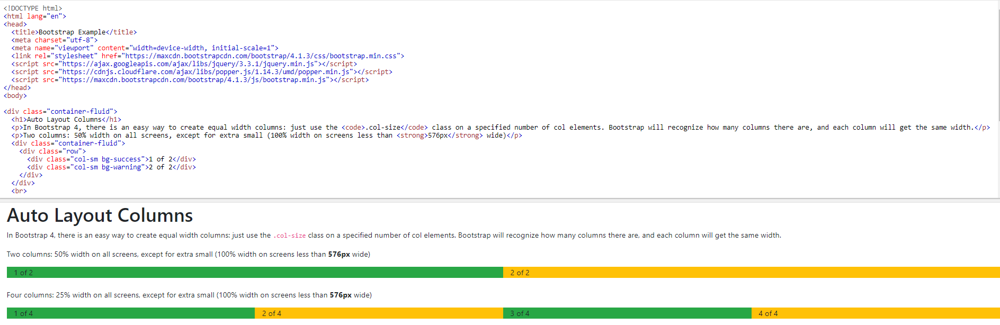 <!DOCTYPE html>
<html lang="en">
<head>
  <title>Bootstrap Example</title>
  <meta charset="utf-8">
  <meta name="viewport" content="width=device-width, initial-scale=1">
  <link rel="stylesheet" href="https://maxcdn.bootstrapcdn.com/bootstrap/4.1.3/css/bootstrap.min.css">
  <script src="https://ajax.googleapis.com/ajax/libs/jquery/3.3.1/jquery.min.js"></script>
  <script src="https://cdnjs.cloudflare.com/ajax/libs/popper.js/1.14.3/umd/popper.min.js"></script>
  <script src="https://maxcdn.bootstrapcdn.com/bootstrap/4.1.3/js/bootstrap.min.js"></script>
</head>
<body>

<div class="container-fluid">
  <h1>Auto Layout Columns</h1>
  <p>In Bootstrap 4, there is an easy way to create equal width columns: just use the <code>.col-size</code> class on a specified number of col elements. Bootstrap will recognize how many columns there are, and each column will get the same width.</p>
  <p>Two columns: 50% width on all screens, except for extra small (100% width on screens less than <strong>576px</strong> wide)</p>
  <div class="container-fluid">
    <div class="row">
      <div class="col-sm bg-success">1 of 2</div>
      <div class="col-sm bg-warning">2 of 2</div>
    </div>
  </div>
  <br>
Auto Layout Columns
In Bootstrap 4, there is an easy way to create equal width columns: just use the .col-size class on a specified number of col elements. Bootstrap will recognize how many columns there are, and each column will get the same width.
Two columns: 50% width on all screens, except for extra small (100% width on screens less than 576px wide)
1 of 2 2 of 2
Four columns: 25% width on all screens, except for extra small (100% width on screens less than 576px wide)
1 of 4 2 of 4 3 of 4 4 of 4